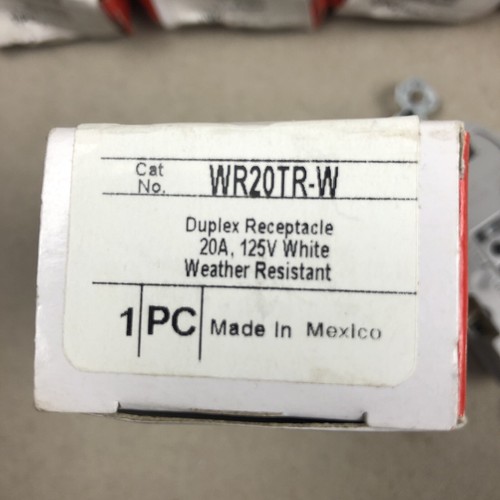 Cat
No. WR20TR-W
Duplex Receptacle
20A, 125V White
Weather Resistant
1 PC Made In Mexico